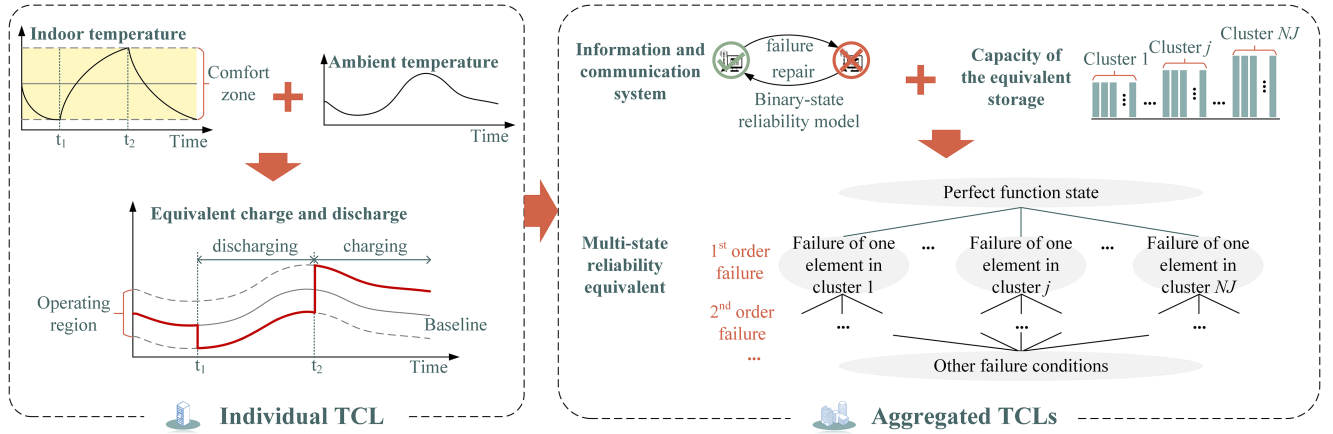 Indoor temperature
Comfort
zone
t1
t2
Time
Ambient temperature
Time
Equivalent charge and discharge
discharging
charging
Operating
region
Baseline
t1
t2
Time
Individual TCL
Information and
communication
system
failure
repair
Binary-state
reliability model
Capacity of
the equivalent
storage
Cluster 1
Cluster j
Cluster NJ
...
...
Multi-state
reliability
equivalent
Perfect function state
1st order
failure
Failure of one
element in
cluster 1
...
Failure of one
element in
cluster j
...
Failure of one
element in
cluster NJ
2nd order
failure
...
...
...
...
Other failure conditions
Aggregated TCLs